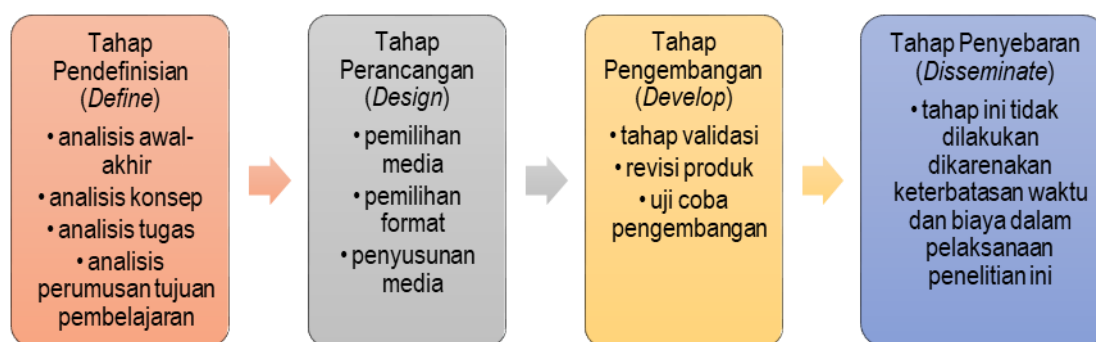 Tahap
Pendefinisian
(Define)
• analisis awal-
akhir
• analisis konsep
• analisis tugas
• analisis
perumusan tujuan
pembelajaran
Tahap
Perancangan
(Design)
• pemilihan
media
• pemilihan
format
• penyusunan
media
Tahap
Pengembangan
(Develop)
• tahap validasi
• revisi produk
• uji coba
pengembangan
Tahap Penyebaran
(Disseminate)
• tahap ini tidak
dilakukan
dikarenakan
keterbatasan waktu
dan biaya dalam
pelaksanaan
penelitian ini